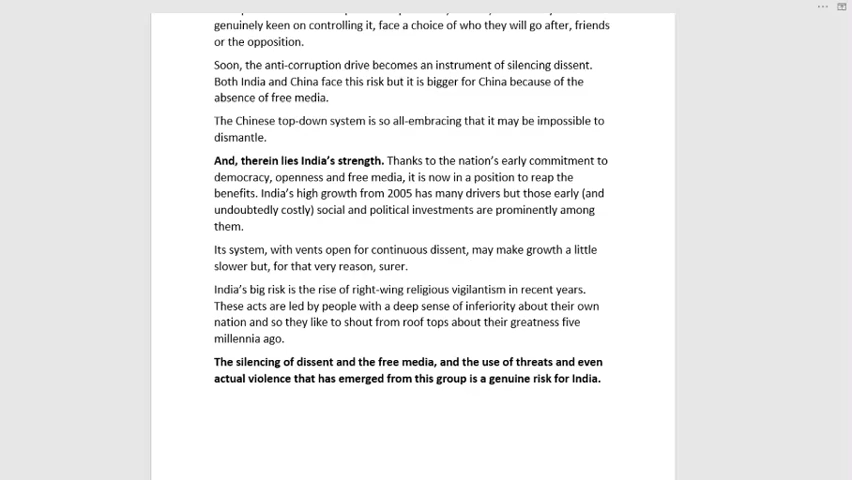 genuinely keen on controlling it, face a choice of who they will go after, friends
or the opposition.
Soon, the anti-corruption drive becomes an instrument of silencing dissent.
Both India and China face this risk but it is bigger for China because of the
absence of free media.
The Chinese top-down system is so all-embracing that it may be impossible to
dismantle.
And, therein lies India's strength. Thanks to the nation's early commitment to
democracy, openness and free media, it is now in a position to reap the
benefits. India's high growth from 2005 has many drivers but those early (and
undoubtedly costly) social and political investments are prominently among
them.
Its system, with vents open for continuous dissent, may make growth a little
slower but, for that very reason, surer.
India's big risk is the rise of right-wing religious vigilantism in recent years.
These acts are led by people with a deep sense of inferiority about their own
nation and so they like to shout from roof tops about their greatness five
millennia ago.
The silencing of dissent and the free media, and the use of threats and even
actual violence that has emerged from this group is a genuine risk for India.